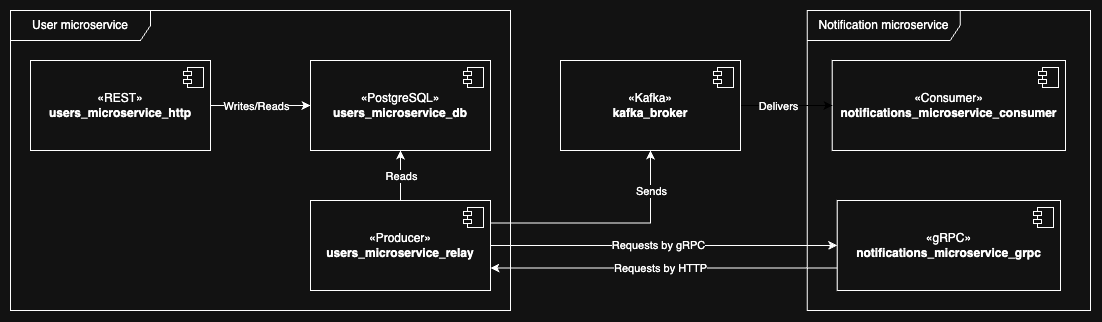 User microservice
Notification microservice
«REST»
users_microservice_http
Writes/Reads
«PostgreSQL»
users_microservice_db
«Kafka»
kafka_broker
Delivers
«Consumer»
notifications_microservice_consumer
Reads
Sends
«Producer»
users_microservice_relay
Requests by gRPC
Requests by HTTP
«gRPC»
notifications_microservice_grpc